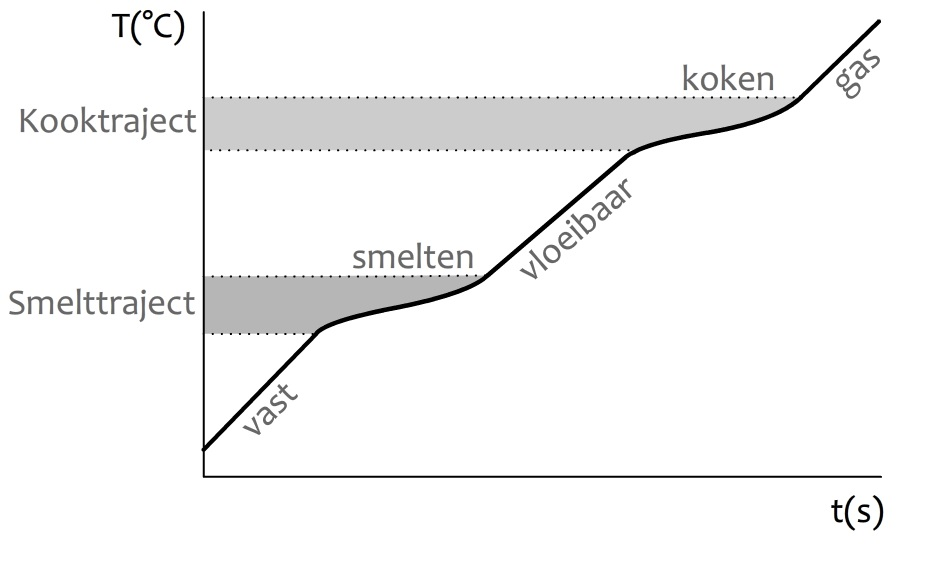 T(°C)
koken
gas
Kooktraject
vloeibaar
smelten
Smelttraject
vast
t(s)